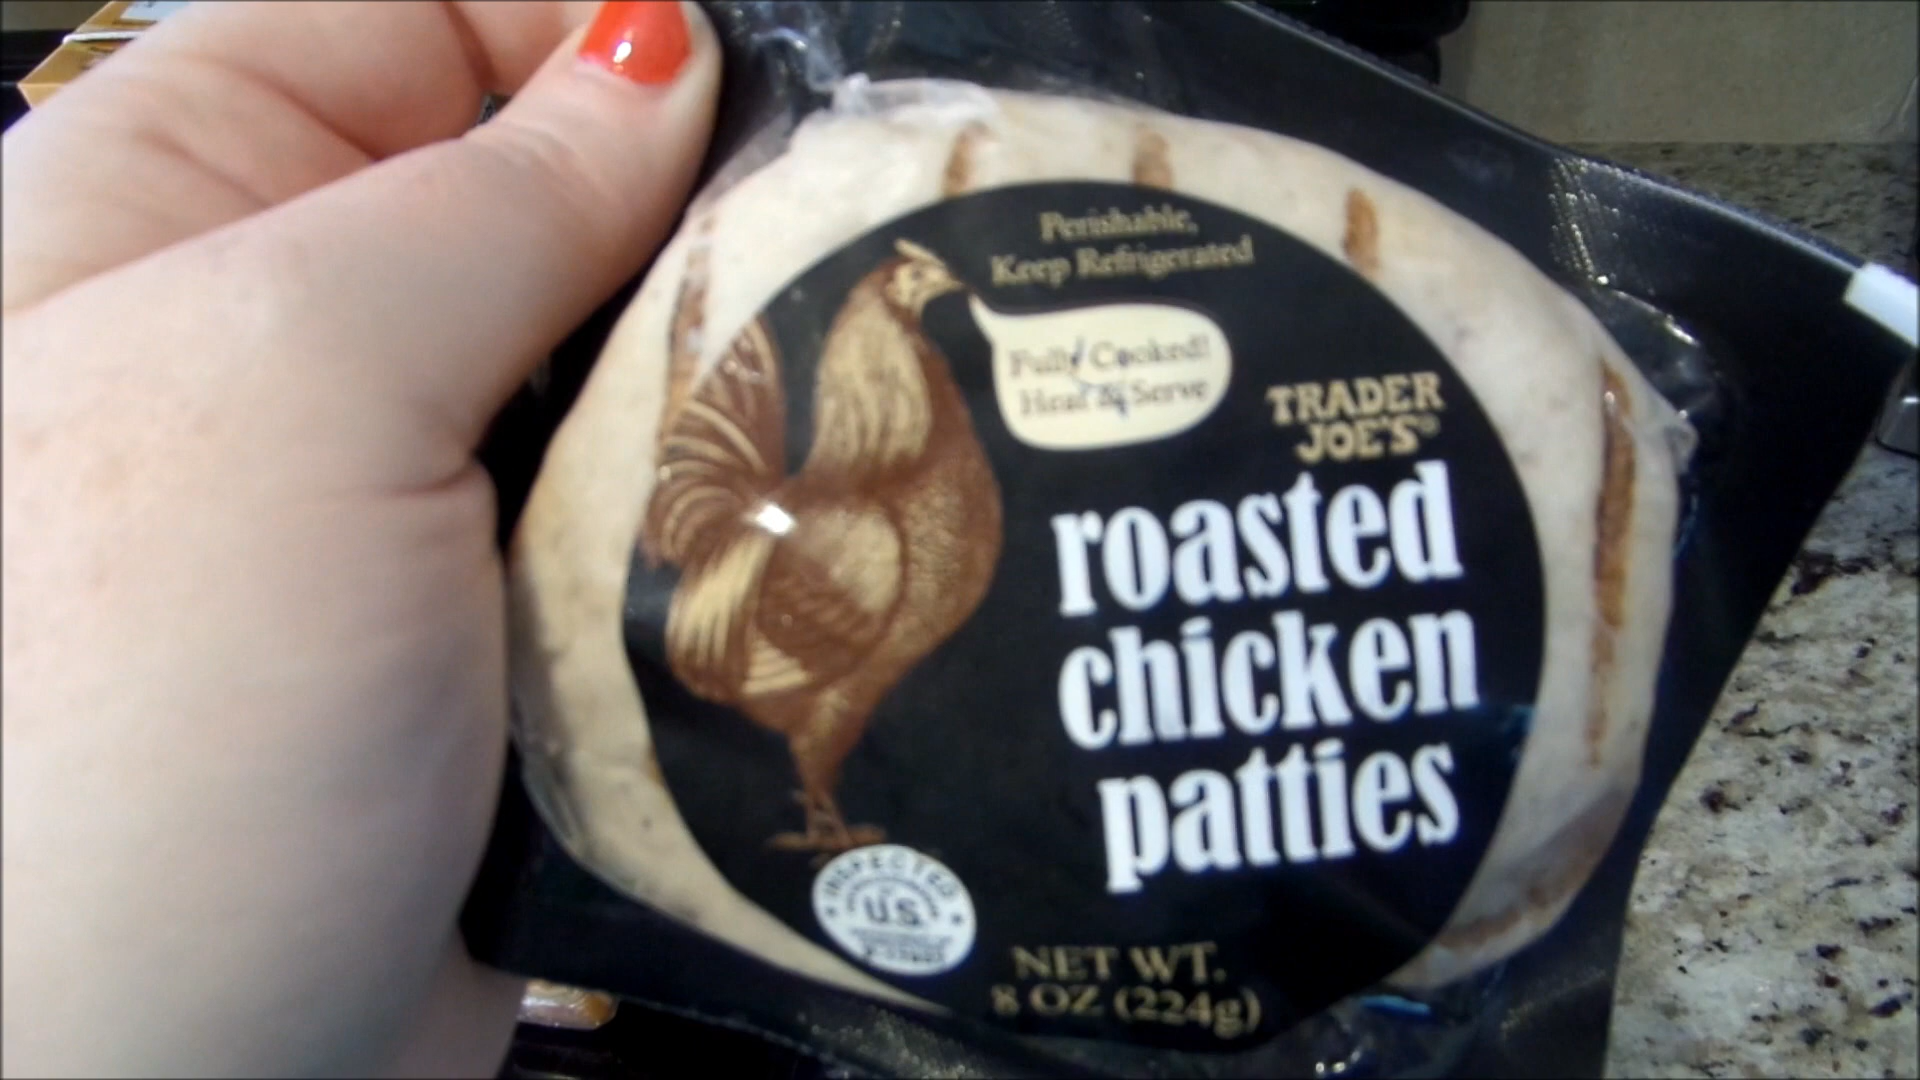 Perishable,
Keep Refrigerated
Fully Cooked!
Heat & Serve
TRADER
JOE'S
roasted
chicken
patties
INSPECTED
U.S.
NET WT.
8 OZ (224g)